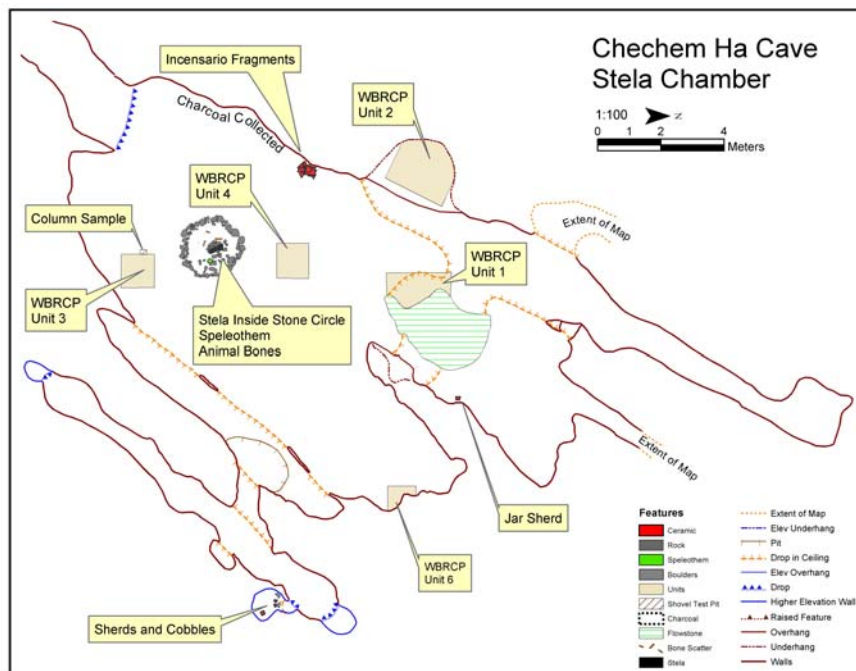 Chechem Ha Cave
Stela Chamber
1:100
N
0 2 4
Meters
Incensario Fragments
Charcoal Collected
WBRCP
Unit 2
WBRCP
Unit 4
Column Sample
Extent of Map
WBRCP
Unit 1
WBRCP
Unit 3
Stela Inside Stone Circle
Speleothem
Animal Bones
Extent of Map
Jar Sherd
WBRCP
Unit 6
Sherds and Cobbles
Features
Ceramic
Rock
Speleothem
Boulders
Units
Shovel Test Pit
Charcoal
Flowstone
Bone Scatter
Stela
Extent of Map
Elev Underhang
Pit
Drop in Ceiling
Elev Overhang
Drop
Higher Elevation Wall
Raised Feature
Overhang
Underhang
Walls